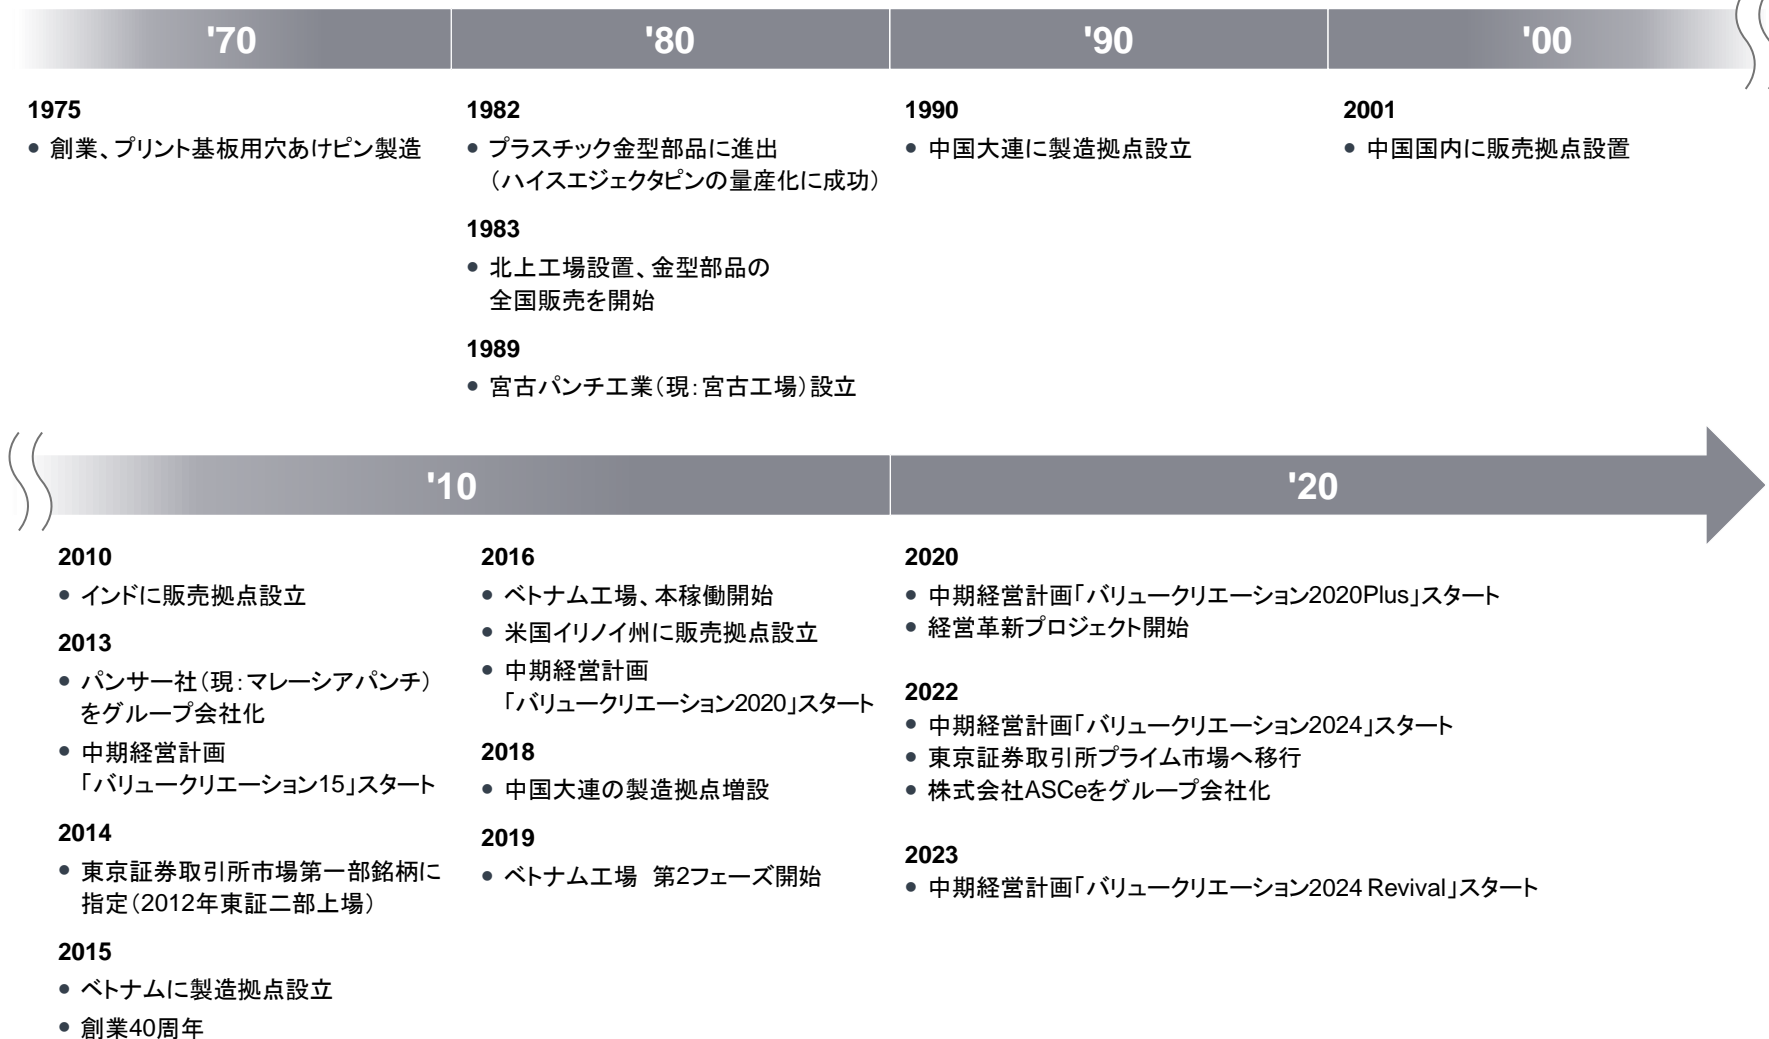 '70
'80
'90
'00
1975
• 創業、プリント基板用穴あけピン製造
1982
• プラスチック金型部品に進出
（ハイスエジェクタピンの量産化に成功）
1983
• 北上工場設置、金型部品の
全国販売を開始
1989
• 宮古パンチ工業（現：宮古工場）設立
1990
• 中国大連に製造拠点設立
2001
• 中国国内に販売拠点設置
'10
'20
2010
• インドに販売拠点設立
2013
• パンサー社（現：マレーシアパンチ）
をグループ会社化
• 中期経営計画
「バリュークリエーション15」スタート
2014
• 東京証券取引所市場第一部銘柄に
指定（2012年東証二部上場）
2015
• ベトナムに製造拠点設立
• 創業40周年
2016
• ベトナム工場、本稼働開始
• 米国イリノイ州に販売拠点設立
• 中期経営計画
「バリュークリエーション2020」スタート
2018
• 中国大連の製造拠点増設
2019
• ベトナム工場　第2フェーズ開始
2020
• 中期経営計画「バリュークリエーション2020Plus」スタート
• 経営革新プロジェクト開始
2022
• 中期経営計画「バリュークリエーション2024」スタート
• 東京証券取引所プライム市場へ移行
• 株式会社ASCeをグループ会社化
2023
• 中期経営計画「バリュークリエーション2024 Revival」スタート